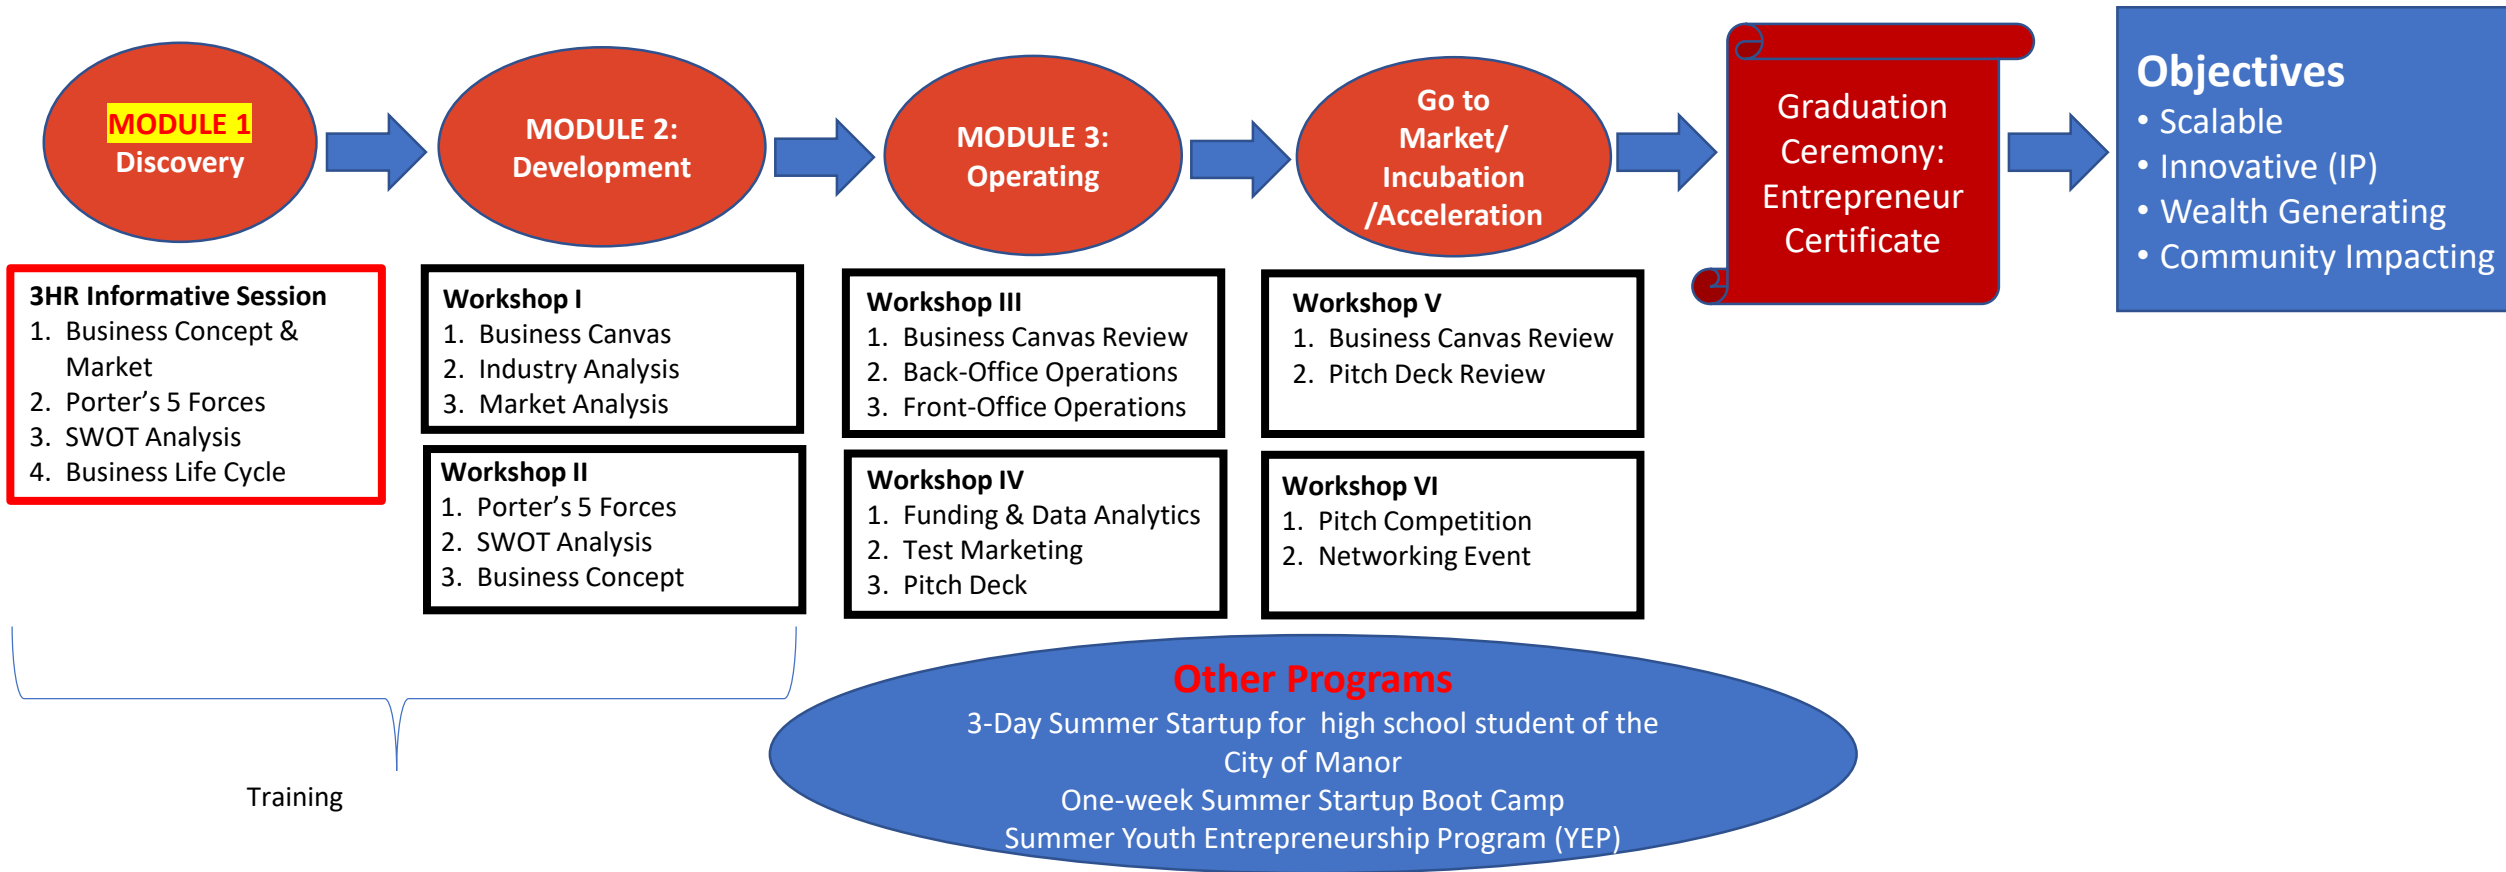 MODULE 1
Discovery
MODULE 2:
Development
MODULE 3:
Operating
Go to
Market/
Incubation
/Acceleration
Graduation
Ceremony:
Entrepreneur
Certificate
Objectives
• Scalable
• Innovative (IP)
• Wealth Generating
• Community Impacting
3HR Informative Session
1. Business Concept &
Market
2. Porter’s 5 Forces
3. SWOT Analysis
4. Business Life Cycle
Workshop I
1. Business Canvas
2. Industry Analysis
3. Market Analysis
Workshop II
1. Porter’s 5 Forces
2. SWOT Analysis
3. Business Concept
Workshop III
1. Business Canvas Review
2. Back-Office Operations
3. Front-Office Operations
Workshop IV
1. Funding & Data Analytics
2. Test Marketing
3. Pitch Deck
Workshop V
1. Business Canvas Review
2. Pitch Deck Review
Workshop VI
1. Pitch Competition
2. Networking Event
Training
Other Programs
3-Day Summer Startup for high school student of the
City of Manor
One-week Summer Startup Boot Camp
Summer Youth Entrepreneurship Program (YEP)